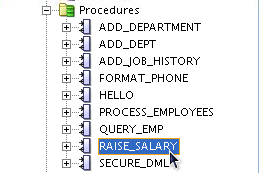 Procedures
ADD_DEPARTMENT
ADD_DEPT
ADD_JOB_HISTORY
FORMAT_PHONE
HELLO
PROCESS_EMPLOYEES
QUERY_EMP
RAISE_SALARY
SECURE_DML